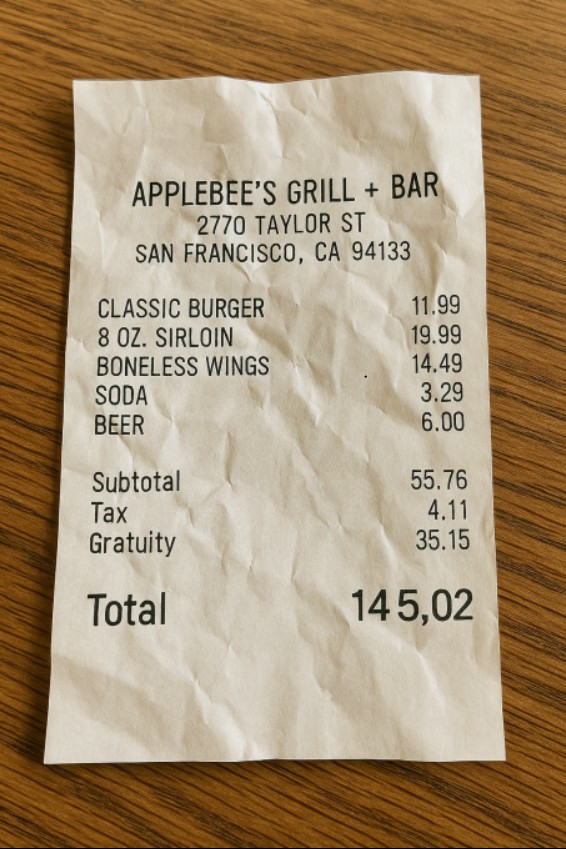 APPLEBEE'S GRILL + BAR
2770 TAYLOR ST
SAN FRANCISCO, CA 94133
CLASSIC BURGER 11.99
8 OZ. SIRLOIN 19.99
BONELESS WINGS 14.49
SODA 3.29
BEER 6.00
Subtotal 55.76
Tax 4.11
Gratuity 35.15
Total 145,02